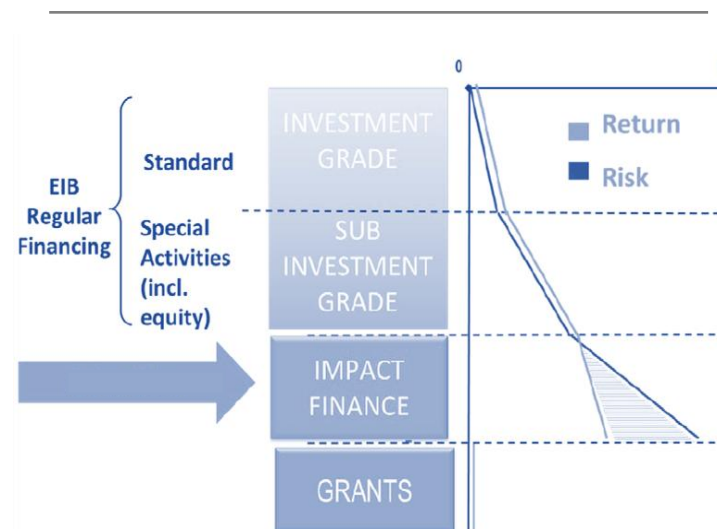 0
INVESTMENT
GRADE
Return
Risk
Standard
EIB
Regular
Financing
Special
Activities
(incl.
equity)
SUB
INVESTMENT
GRADE
IMPACT
FINANCE
GRANTS